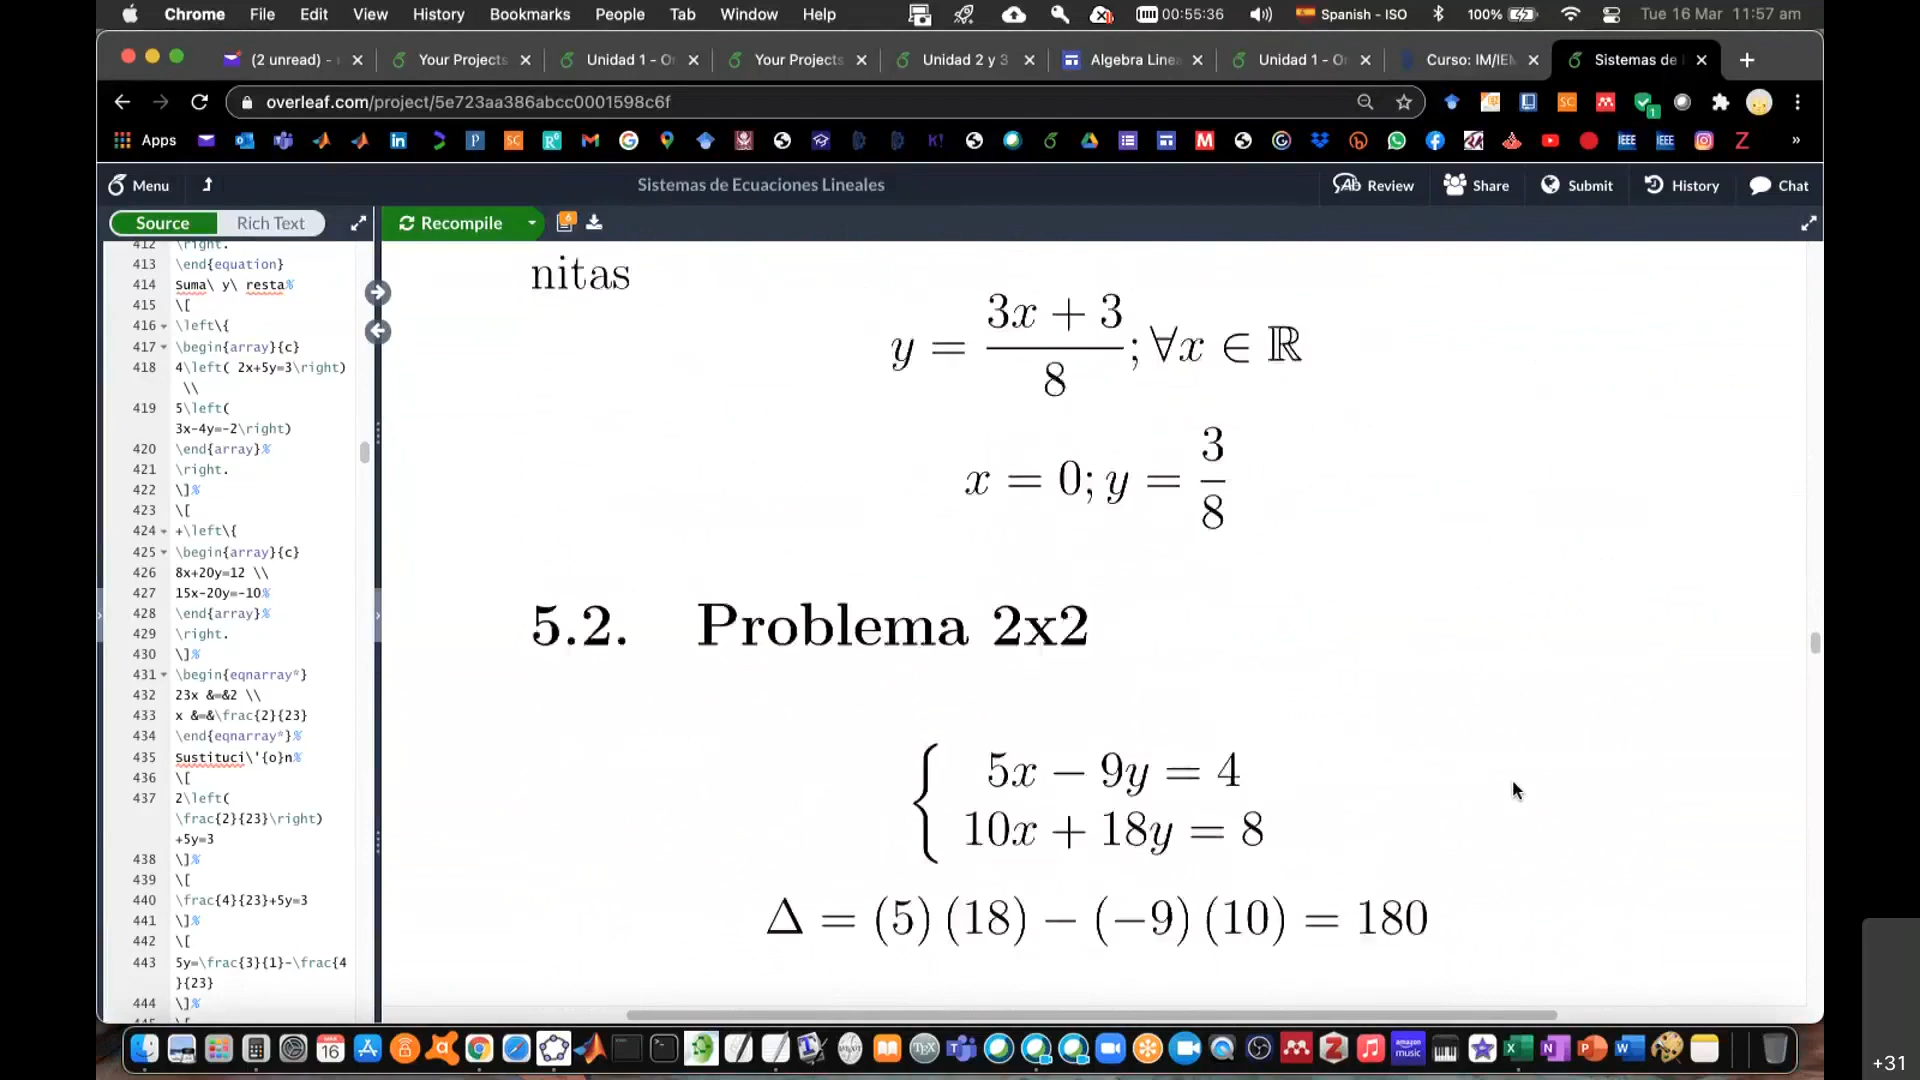 Chrome File Edit View History Bookmarks People Tab Window Help 00:55:36 Spanish - ISO 100% Tue 16 Mar 11:57 am
(2 unread) - Your Projects Unidad 1 - Or Your Projects Unidad 2 y 3 Algebra Linea Unidad 1 - Or Curso: IM/IEM Sistemas de
overleaf.com/project/5e723aa386abcc0001598c6f
Apps
Menu Sistemas de Ecuaciones Lineales Review Share Submit History Chat
Source Rich Text Recompile
412 \right.
413 \end{equation}
414 Suma\ y\ resta%
415 \[
416 \left\{
417 \begin{array}{c}
418 4\left( 2x+5y=3\right)
\\
419 5\left(
3x-4y=-2\right)
420 \end{array}%
421 \right.
422 \]%
423 \[
424 +\left\{
425 \begin{array}{c}
426 8x+20y=12 \\
427 15x-20y=-10%
428 \end{array}%
429 \right.
430 \]%
431 \begin{eqnarray*}
432 23x &=&2 \\
433 x &=&\frac{2}{23}
434 \end{eqnarray*}%
435 Sustituci\'{o}n%
436 \[
437 2\left(
\frac{2}{23}\right)
+5y=3
438 \]%
439 \[
440 \frac{4}{23}+5y=3
441 \]%
442 \[
443 5y=\frac{3}{1}-\frac{4
}{23}
444 \]%
nitas
y = 3x + 3 / 8 ; ∀x ∈ ℝ
x = 0; y = 3 / 8
5.2. Problema 2x2
5x − 9y = 4
10x + 18y = 8
Δ = (5) (18) − (−9) (10) = 180
+31